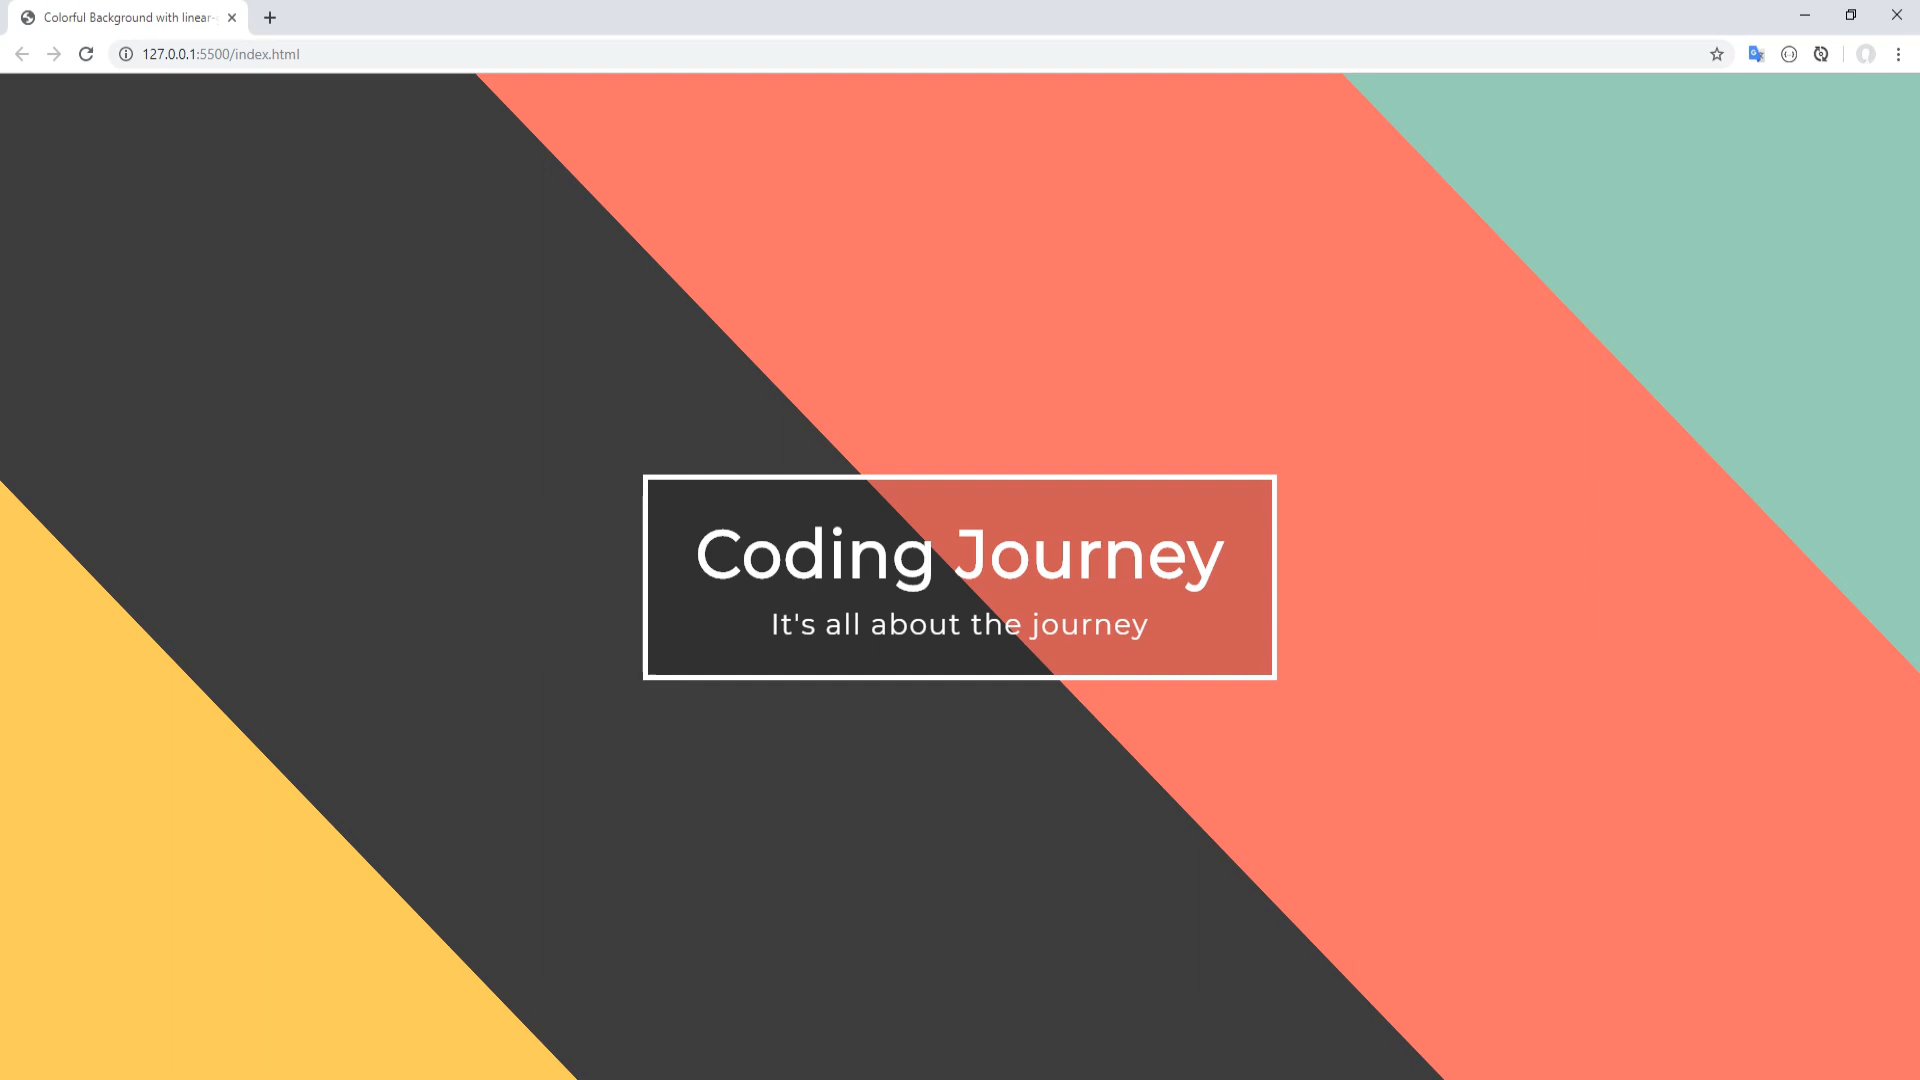 Colorful Background with linear-
127.0.0.1:5500/index.html
Coding Journey
It's all about the journey